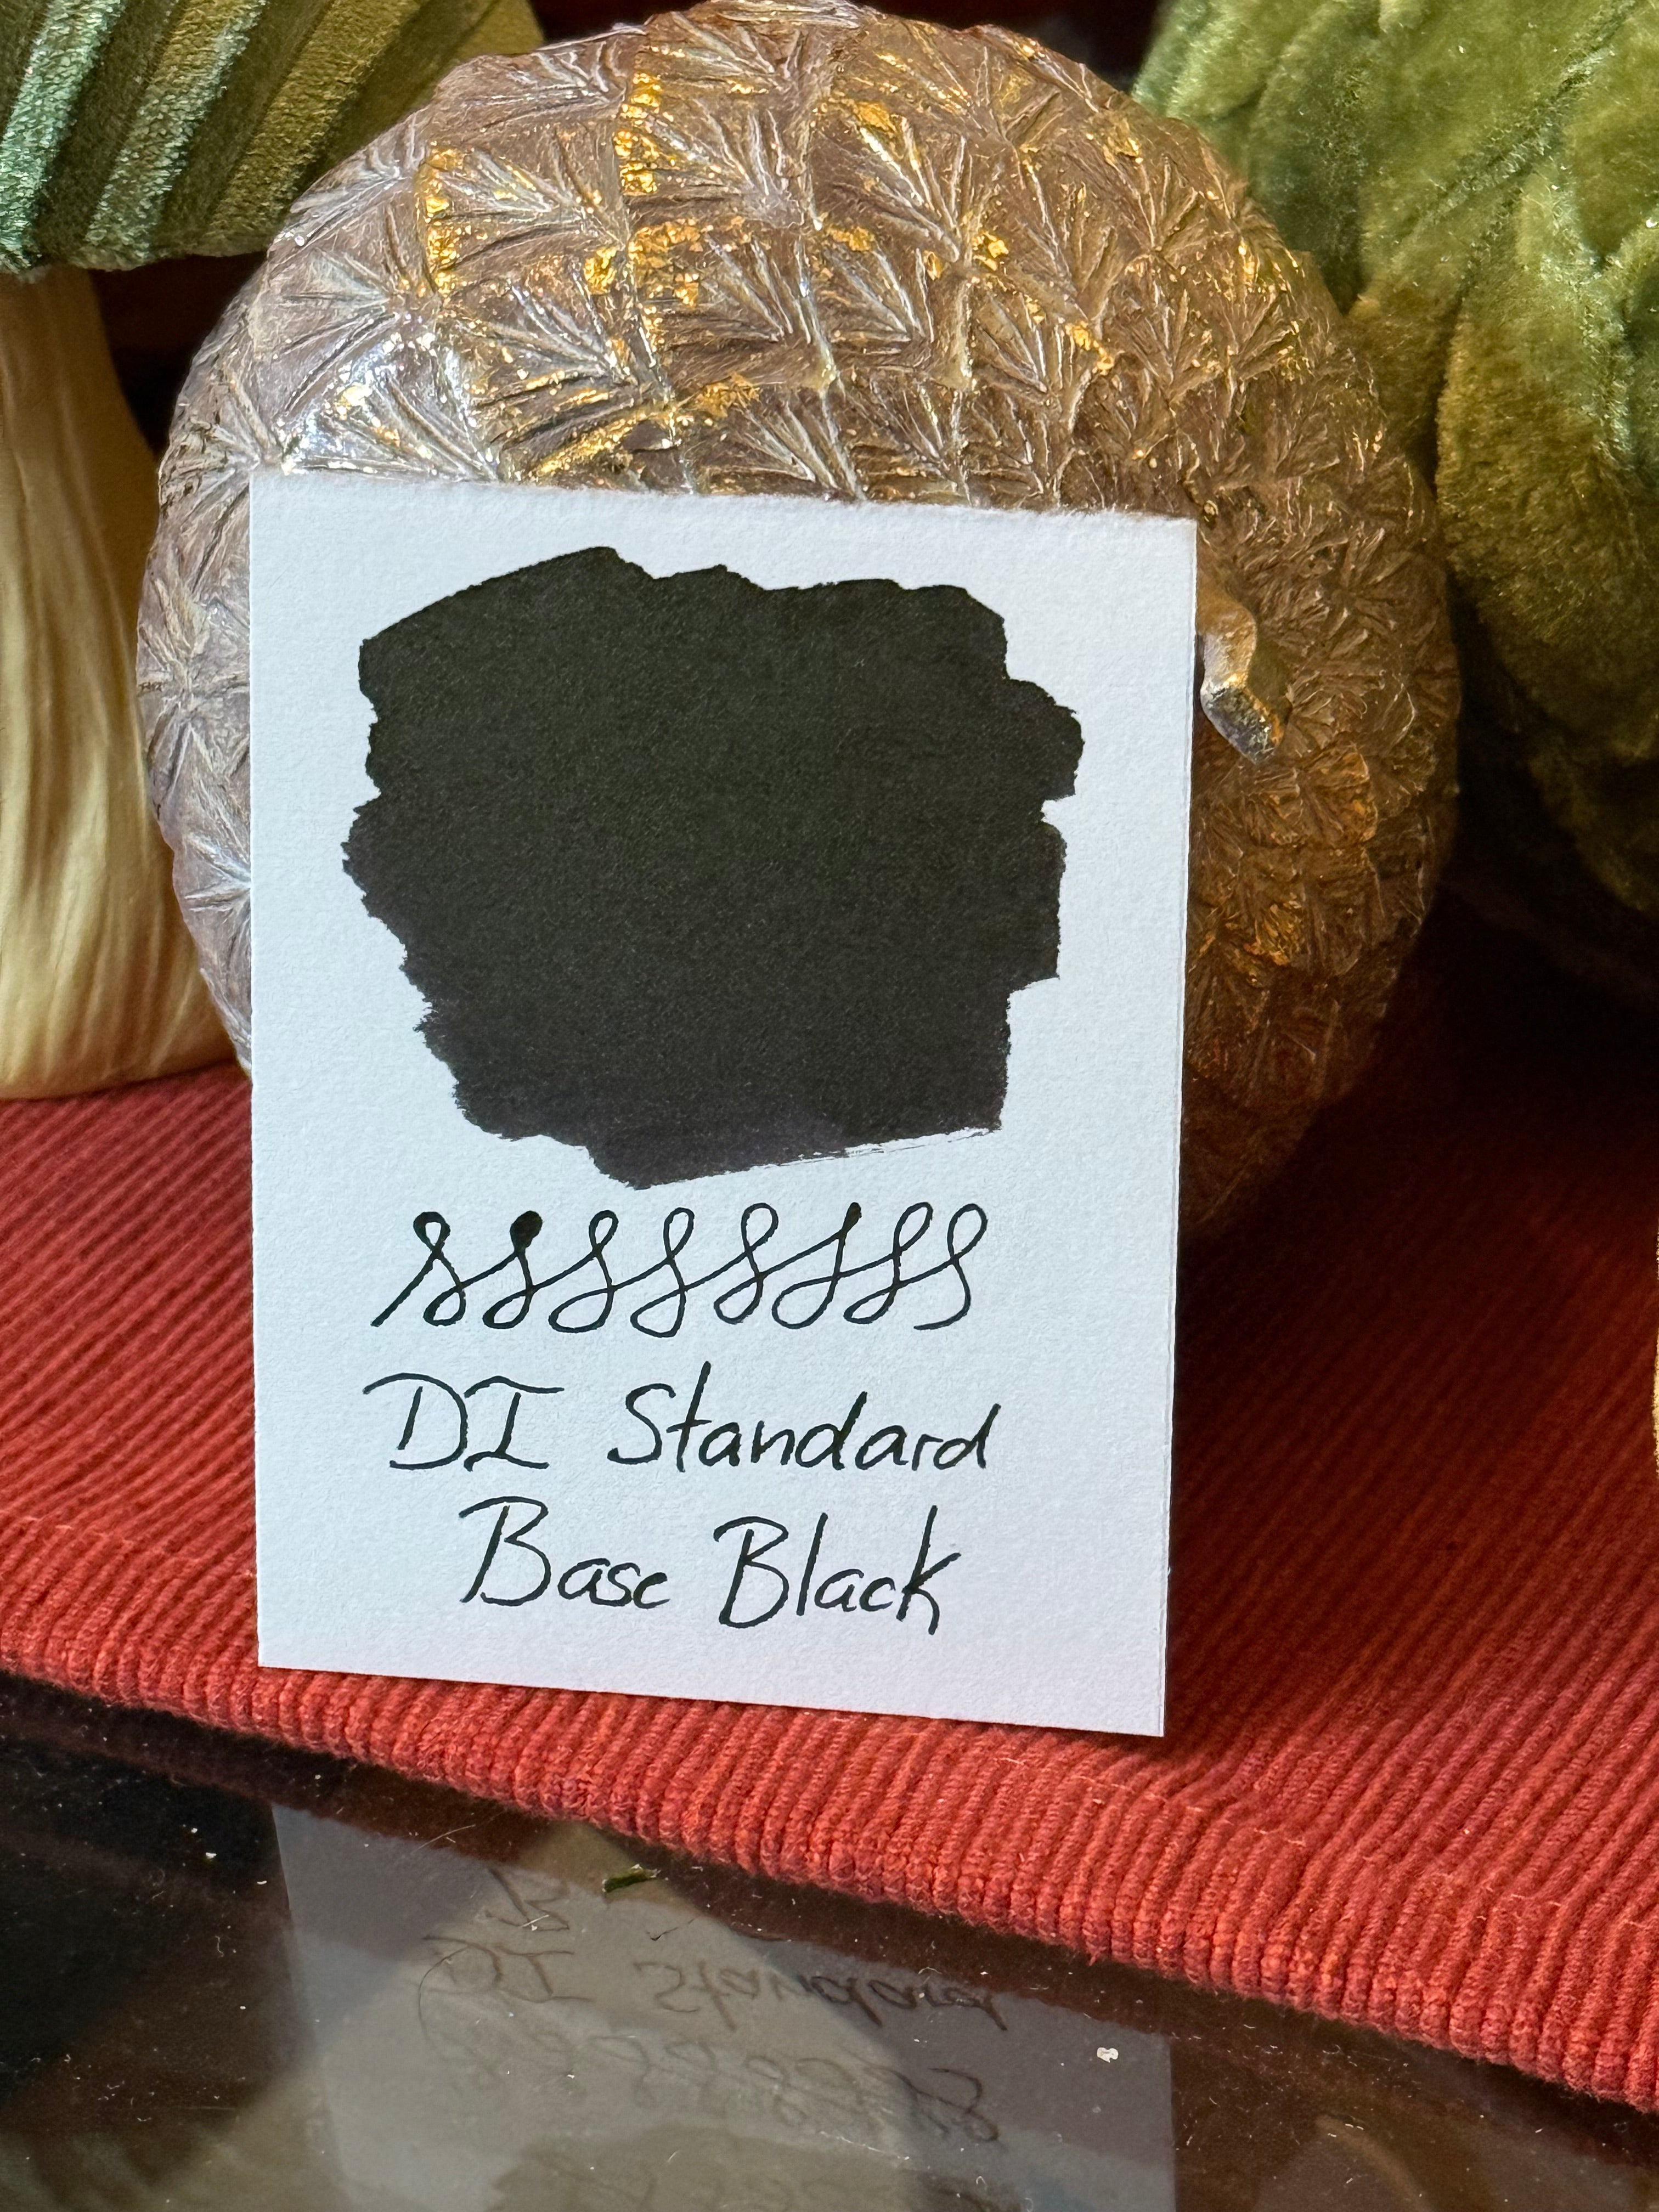 DI Standard
Base Black